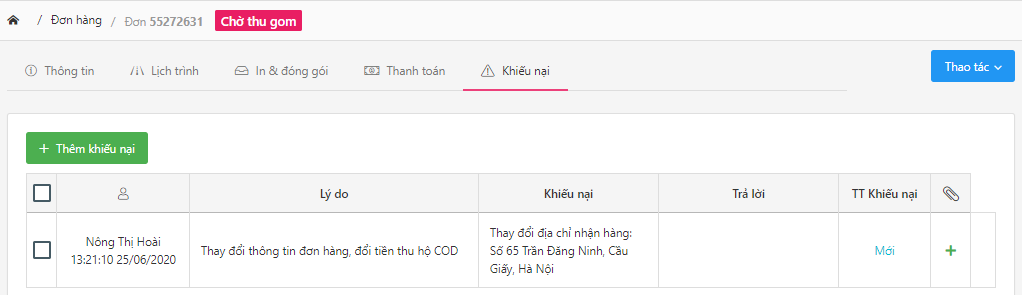 / Đơn hàng / Đơn 55272631 Chờ thu gom
Thông tin Lịch trình In & đóng gói Thanh toán Khiếu nại Thao tác
+ Thêm khiếu nại
Lý do Khiếu nại Trả lời TT Khiếu nại
Nông Thị Hoài
13:21:10 25/06/2020
Thay đổi thông tin đơn hàng, đổi tiền thu hộ COD
Thay đổi địa chỉ nhận hàng:
Số 65 Trần Đăng Ninh, Cầu
Giấy, Hà Nội
Mới
+